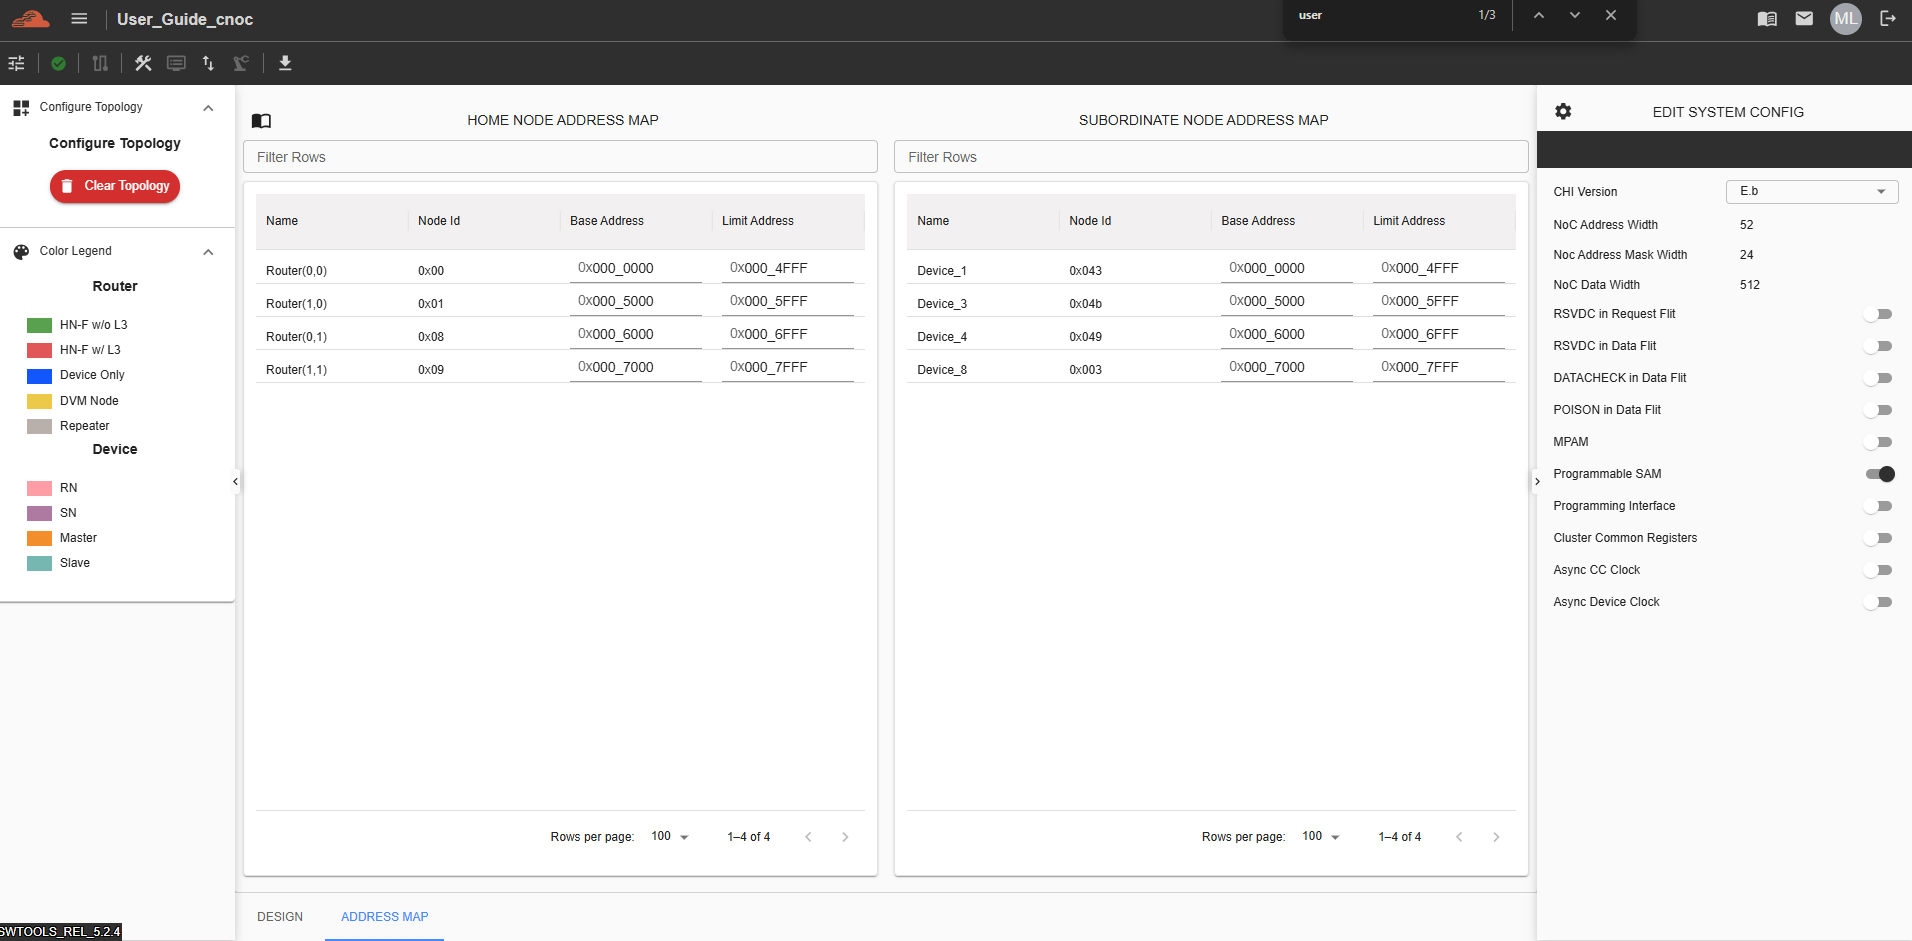 User_Guide_cnoc
user
1/3
ML
Configure Topology
Configure Topology
Clear Topology
Color Legend
Router
HN-F w/o L3
HN-F w/ L3
Device Only
DVM Node
Repeater
Device
RN
SN
Master
Slave
SWTOOLS_REL_5.2.4
HOME NODE ADDRESS MAP
Filter Rows
Name Node Id Base Address Limit Address
Router(0,0) 0x00 0x000_0000 0x000_4FFF
Router(1,0) 0x01 0x000_5000 0x000_5FFF
Router(0,1) 0x08 0x000_6000 0x000_6FFF
Router(1,1) 0x09 0x000_7000 0x000_7FFF
Rows per page: 100 1–4 of 4
SUBORDINATE NODE ADDRESS MAP
Filter Rows
Name Node Id Base Address Limit Address
Device_1 0x043 0x000_0000 0x000_4FFF
Device_3 0x04b 0x000_5000 0x000_5FFF
Device_4 0x049 0x000_6000 0x000_6FFF
Device_8 0x003 0x000_7000 0x000_7FFF
Rows per page: 100 1–4 of 4
DESIGN ADDRESS MAP
EDIT SYSTEM CONFIG
CHI Version E.b
NoC Address Width 52
Noc Address Mask Width 24
NoC Data Width 512
RSVDC in Request Flit
RSVDC in Data Flit
DATACHECK in Data Flit
POISON in Data Flit
MPAM
Programmable SAM
Programming Interface
Cluster Common Registers
Async CC Clock
Async Device Clock